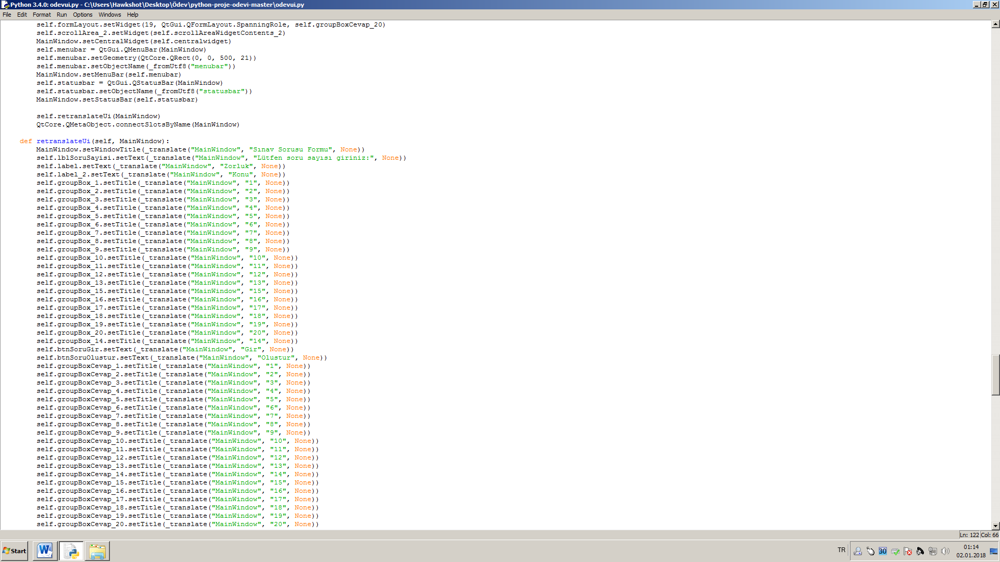 Python 3.4.0: odevui.py - C:\Users\Hawkshot\Desktop\Ödev\python-proje-odevi-master\odevui.py
File Edit Format Run Options Windows Help
        self.formLayout.setWidget(19, QtGui.QFormLayout.SpanningRole, self.groupBoxCevap_20)
        self.scrollArea_2.setWidget(self.scrollAreaWidgetContents_2)
        MainWindow.setCentralWidget(self.centralwidget)
        self.menubar = QtGui.QMenuBar(MainWindow)
        self.menubar.setGeometry(QtCore.QRect(0, 0, 500, 21))
        self.menubar.setObjectName(_fromUtf8("menubar"))
        MainWindow.setMenuBar(self.menubar)
        self.statusbar = QtGui.QStatusBar(MainWindow)
        self.statusbar.setObjectName(_fromUtf8("statusbar"))
        MainWindow.setStatusBar(self.statusbar)

        self.retranslateUi(MainWindow)
        QtCore.QMetaObject.connectSlotsByName(MainWindow)

    def retranslateUi(self, MainWindow):
        MainWindow.setWindowTitle(_translate("MainWindow", "Sınav Sorusu Formu", None))
        self.lblSoruSayisi.setText(_translate("MainWindow", "Lütfen soru sayısı giriniz:", None))
        self.label.setText(_translate("MainWindow", "Zorluk", None))
        self.label_2.setText(_translate("MainWindow", "Konu", None))
        self.groupBox_1.setTitle(_translate("MainWindow", "1", None))
        self.groupBox_2.setTitle(_translate("MainWindow", "2", None))
        self.groupBox_3.setTitle(_translate("MainWindow", "3", None))
        self.groupBox_4.setTitle(_translate("MainWindow", "4", None))
        self.groupBox_5.setTitle(_translate("MainWindow", "5", None))
        self.groupBox_6.setTitle(_translate("MainWindow", "6", None))
        self.groupBox_7.setTitle(_translate("MainWindow", "7", None))
        self.groupBox_8.setTitle(_translate("MainWindow", "8", None))
        self.groupBox_9.setTitle(_translate("MainWindow", "9", None))
        self.groupBox_10.setTitle(_translate("MainWindow", "10", None))
        self.groupBox_11.setTitle(_translate("MainWindow", "11", None))
        self.groupBox_12.setTitle(_translate("MainWindow", "12", None))
        self.groupBox_13.setTitle(_translate("MainWindow", "13", None))
        self.groupBox_15.setTitle(_translate("MainWindow", "15", None))
        self.groupBox_16.setTitle(_translate("MainWindow", "16", None))
        self.groupBox_17.setTitle(_translate("MainWindow", "17", None))
        self.groupBox_18.setTitle(_translate("MainWindow", "18", None))
        self.groupBox_19.setTitle(_translate("MainWindow", "19", None))
        self.groupBox_20.setTitle(_translate("MainWindow", "20", None))
        self.groupBox_14.setTitle(_translate("MainWindow", "14", None))
        self.btnSoruGir.setText(_translate("MainWindow", "Gir", None))
        self.btnSoruOlustur.setText(_translate("MainWindow", "Olustur", None))
        self.groupBoxCevap_1.setTitle(_translate("MainWindow", "1", None))
        self.groupBoxCevap_2.setTitle(_translate("MainWindow", "2", None))
        self.groupBoxCevap_3.setTitle(_translate("MainWindow", "3", None))
        self.groupBoxCevap_4.setTitle(_translate("MainWindow", "4", None))
        self.groupBoxCevap_5.setTitle(_translate("MainWindow", "5", None))
        self.groupBoxCevap_6.setTitle(_translate("MainWindow", "6", None))
        self.groupBoxCevap_7.setTitle(_translate("MainWindow", "7", None))
        self.groupBoxCevap_8.setTitle(_translate("MainWindow", "8", None))
        self.groupBoxCevap_9.setTitle(_translate("MainWindow", "9", None))
        self.groupBoxCevap_10.setTitle(_translate("MainWindow", "10", None))
        self.groupBoxCevap_11.setTitle(_translate("MainWindow", "11", None))
        self.groupBoxCevap_12.setTitle(_translate("MainWindow", "12", None))
        self.groupBoxCevap_13.setTitle(_translate("MainWindow", "13", None))
        self.groupBoxCevap_14.setTitle(_translate("MainWindow", "14", None))
        self.groupBoxCevap_15.setTitle(_translate("MainWindow", "15", None))
        self.groupBoxCevap_16.setTitle(_translate("MainWindow", "16", None))
        self.groupBoxCevap_17.setTitle(_translate("MainWindow", "17", None))
        self.groupBoxCevap_18.setTitle(_translate("MainWindow", "18", None))
        self.groupBoxCevap_19.setTitle(_translate("MainWindow", "19", None))
        self.groupBoxCevap_20.setTitle(_translate("MainWindow", "20", None))
Ln: 122 Col: 66
Start TR 30 01:14
02.01.2018